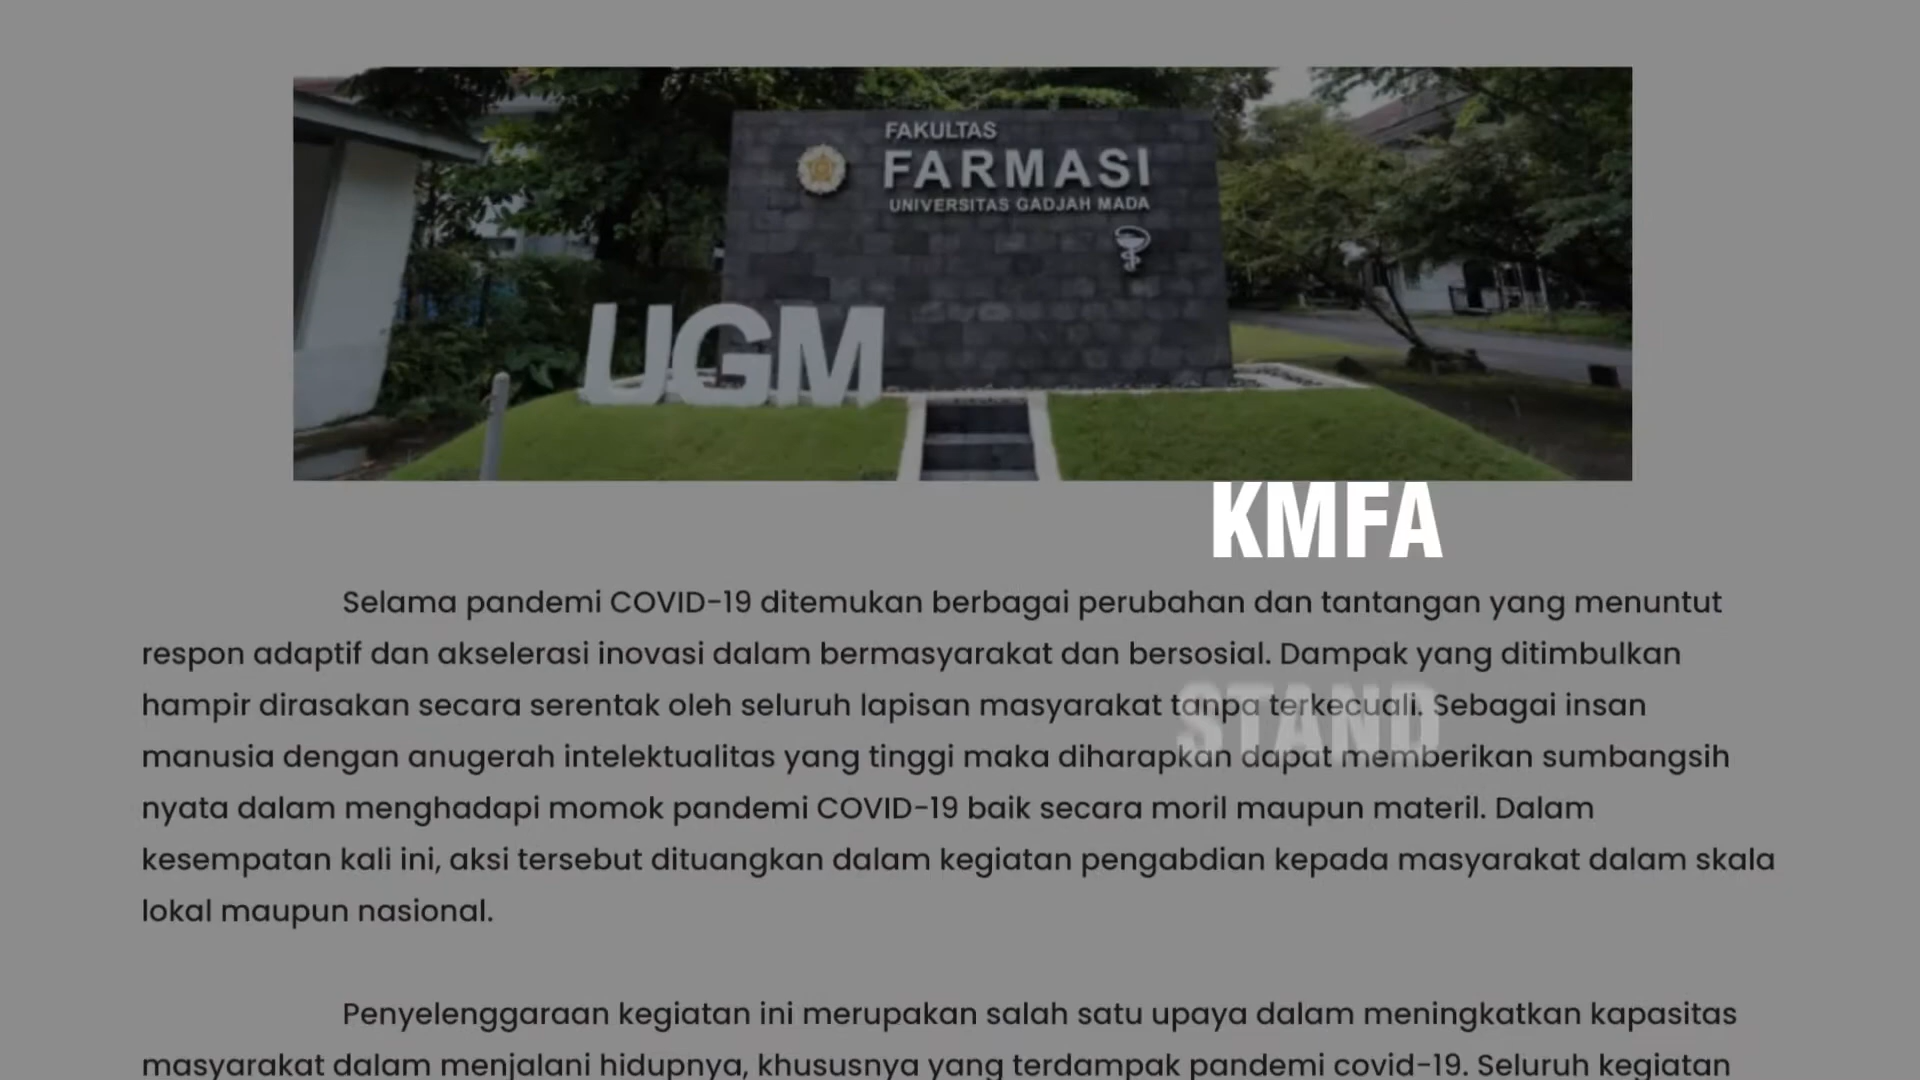 FAKULTAS
FARMASI
UNIVERSITAS GADJAH MADA
UGM
KMFA
Selama pandemi COVID-19 ditemukan berbagai perubahan dan tantangan yang menuntut
respon adaptif dan akselerasi inovasi dalam bermasyarakat dan bersosial. Dampak yang ditimbulkan
hampir dirasakan secara serentak oleh seluruh lapisan masyarakat tanpa terkecuali. Sebagai insan
STAND
manusia dengan anugerah intelektualitas yang tinggi maka diharapkan dapat memberikan sumbangsih
nyata dalam menghadapi momok pandemi COVID-19 baik secara moril maupun materil. Dalam
kesempatan kali ini, aksi tersebut dituangkan dalam kegiatan pengabdian kepada masyarakat dalam skala
lokal maupun nasional.
Penyelenggaraan kegiatan ini merupakan salah satu upaya dalam meningkatkan kapasitas
masyarakat dalam menjalani hidupnya, khususnya yang terdampak pandemi covid-19. Seluruh kegiatan